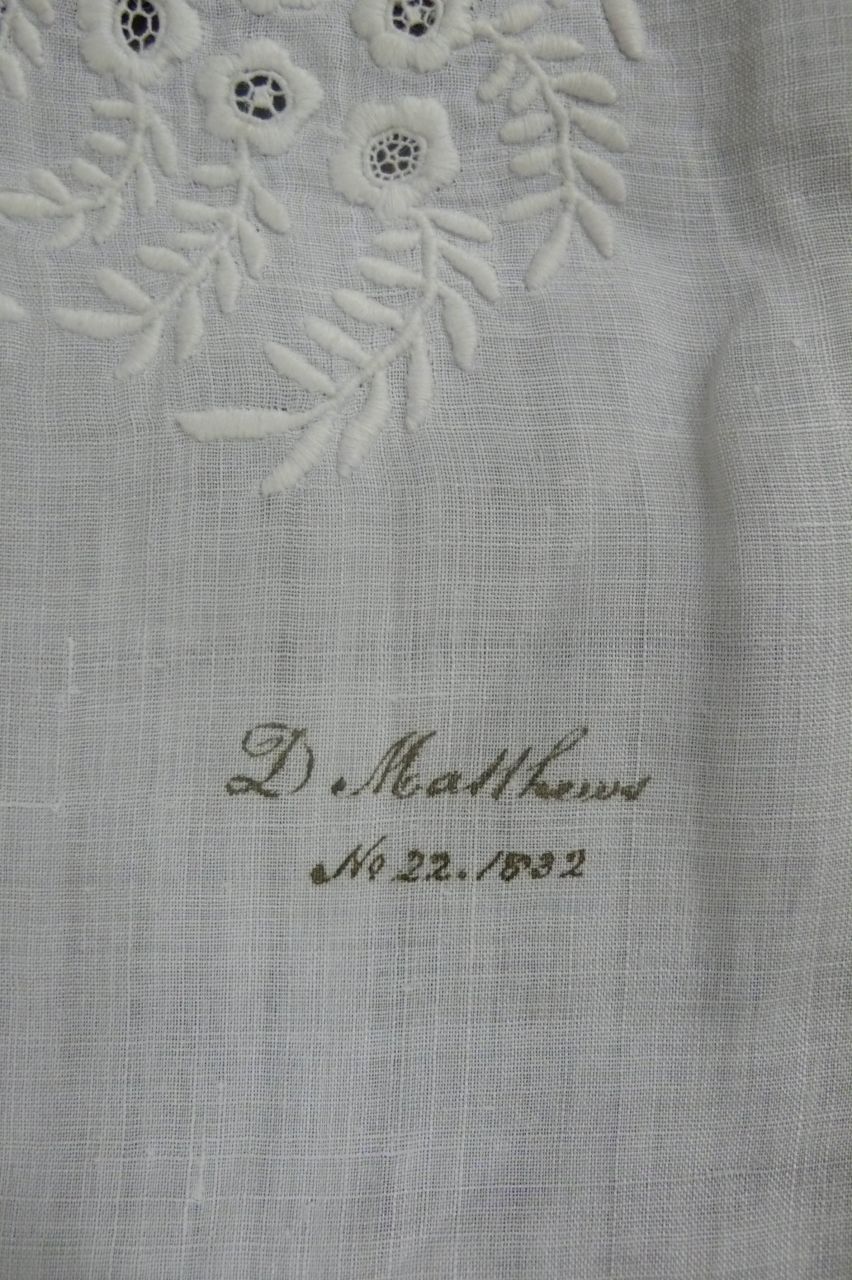 D Matthews
No 22. 1832